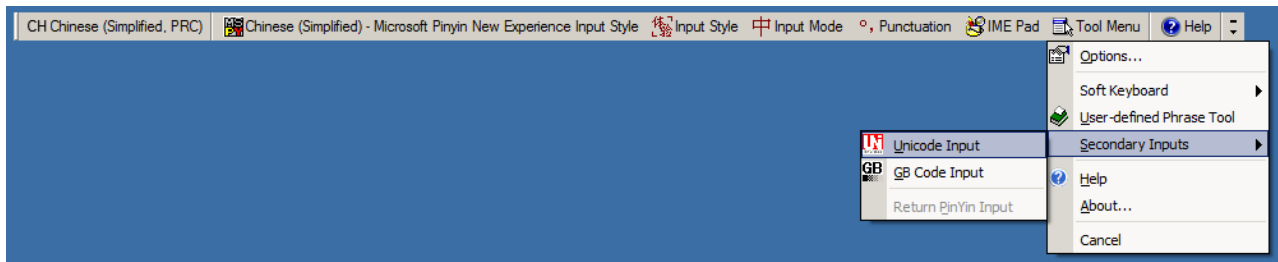 CH Chinese (Simplified, PRC) Chinese (Simplified) - Microsoft Pinyin New Experience Input Style Input Style 中 Input Mode °, Punctuation IME Pad Tool Menu Help
Options...
Soft Keyboard
User-defined Phrase Tool
Secondary Inputs
Help
About...
Cancel
Unicode Input
GB GB Code Input
Return PinYin Input